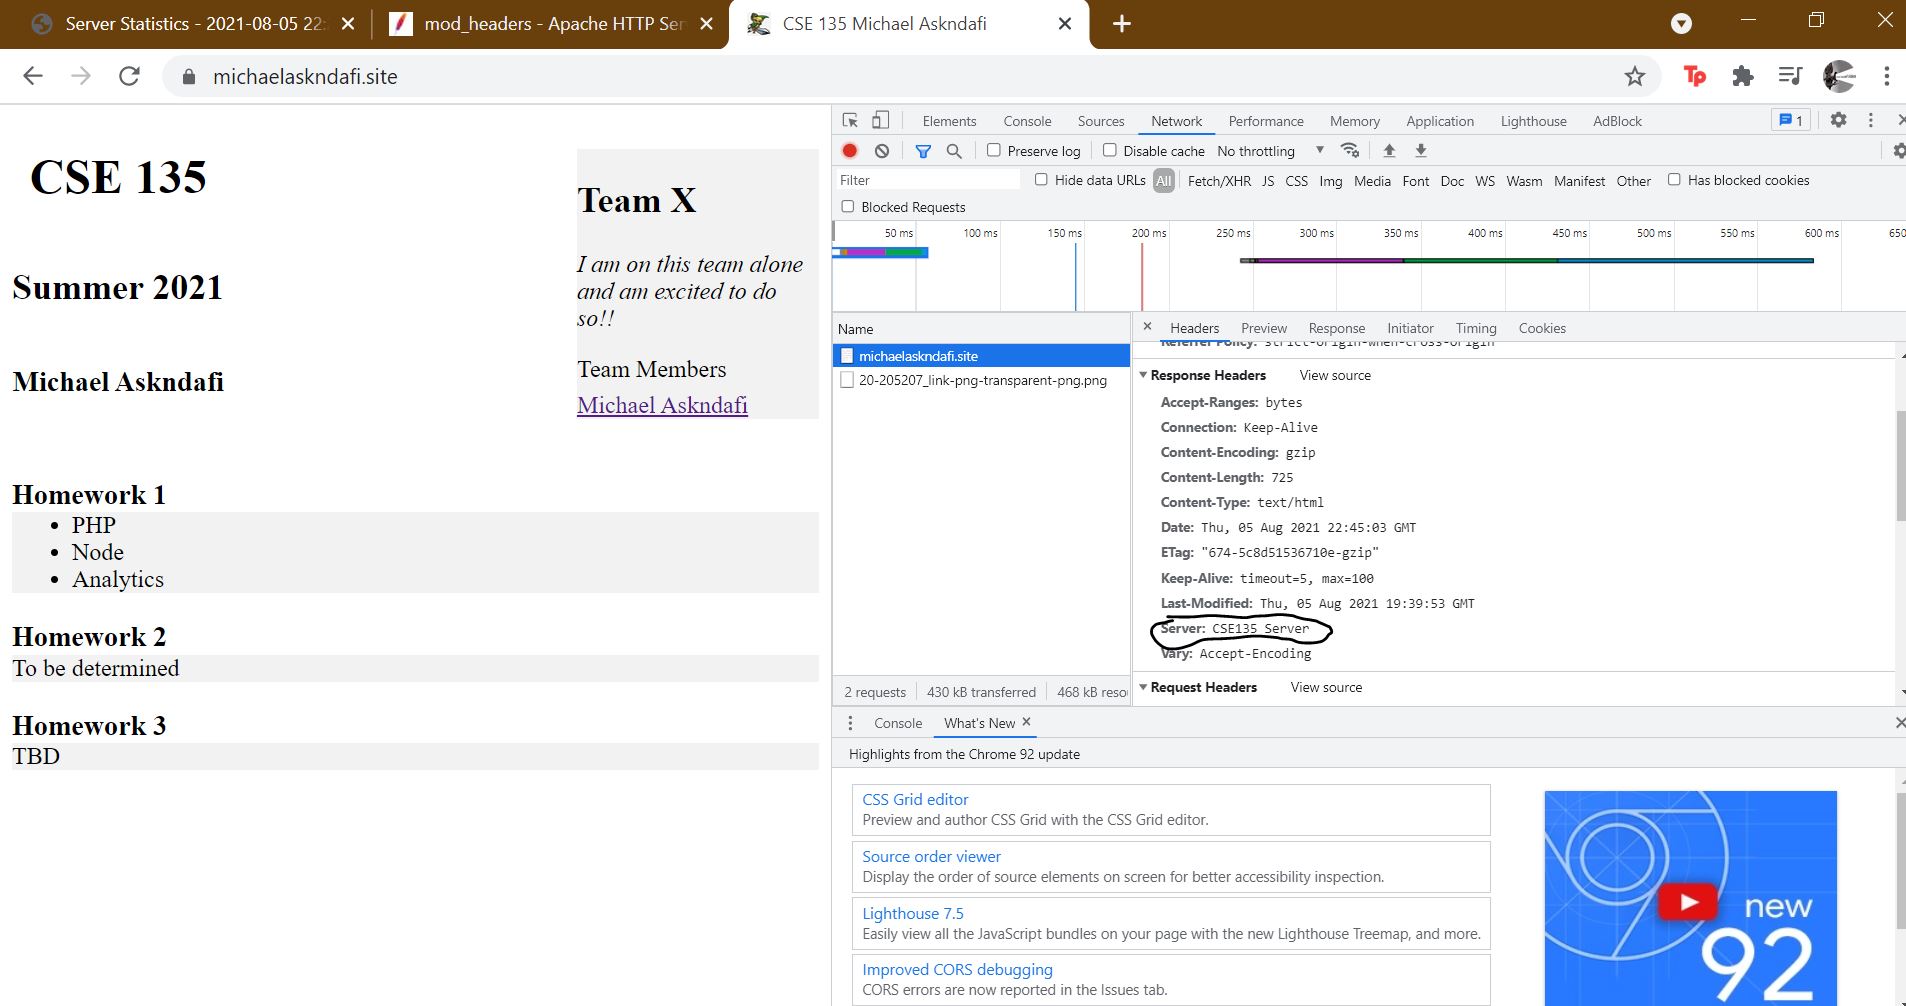 Server Statistics - 2021-08-05 22:
mod_headers - Apache HTTP Ser
CSE 135 Michael Askndafi
michaelaskndafi.site
CSE 135
Summer 2021
Michael Askndafi
Team X
I am on this team alone
and am excited to do
so!!
Team Members
Michael Askndafi
Homework 1
PHP
Node
Analytics
Homework 2
To be determined
Homework 3
TBD
Elements Console Sources Network Performance Memory Application Lighthouse AdBlock 1
Preserve log Disable cache No throttling
Filter Hide data URLs All Fetch/XHR JS CSS Img Media Font Doc WS Wasm Manifest Other Has blocked cookies
Blocked Requests
50 ms 100 ms 150 ms 200 ms 250 ms 300 ms 350 ms 400 ms 450 ms 500 ms 550 ms 600 ms 650
Name
michaelaskndafi.site
20-205207_link-png-transparent-png.png
2 requests 430 kB transferred 468 kB reso
Headers Preview Response Initiator Timing Cookies
Referrer Policy: strict-origin-when-cross-origin
Response Headers View source
Accept-Ranges: bytes
Connection: Keep-Alive
Content-Encoding: gzip
Content-Length: 725
Content-Type: text/html
Date: Thu, 05 Aug 2021 22:45:03 GMT
ETag: "674-5c8d51536710e-gzip"
Keep-Alive: timeout=5, max=100
Last-Modified: Thu, 05 Aug 2021 19:39:53 GMT
Server: CSE135 Server
Vary: Accept-Encoding
Request Headers View source
Console What's New
Highlights from the Chrome 92 update
CSS Grid editor
Preview and author CSS Grid with the CSS Grid editor.
Source order viewer
Display the order of source elements on screen for better accessibility inspection.
Lighthouse 7.5
Easily view all the JavaScript bundles on your page with the new Lighthouse Treemap, and more.
Improved CORS debugging
CORS errors are now reported in the Issues tab.
new
92
Tp